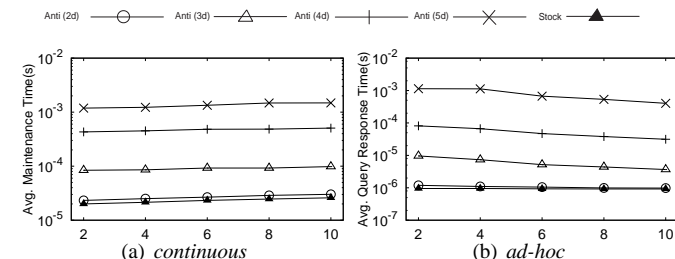 Anti (2d) Anti (3d) Anti (4d) Anti (5d) Stock
Avg. Maintenance Time(s)
10^-2
10^-3
10^-4
10^-5
2 4 6 8 10
(a) continuous
Avg. Query Response Time(s)
10^-2
10^-3
10^-4
10^-5
10^-6
10^-7
2 4 6 8 10
(b) ad-hoc